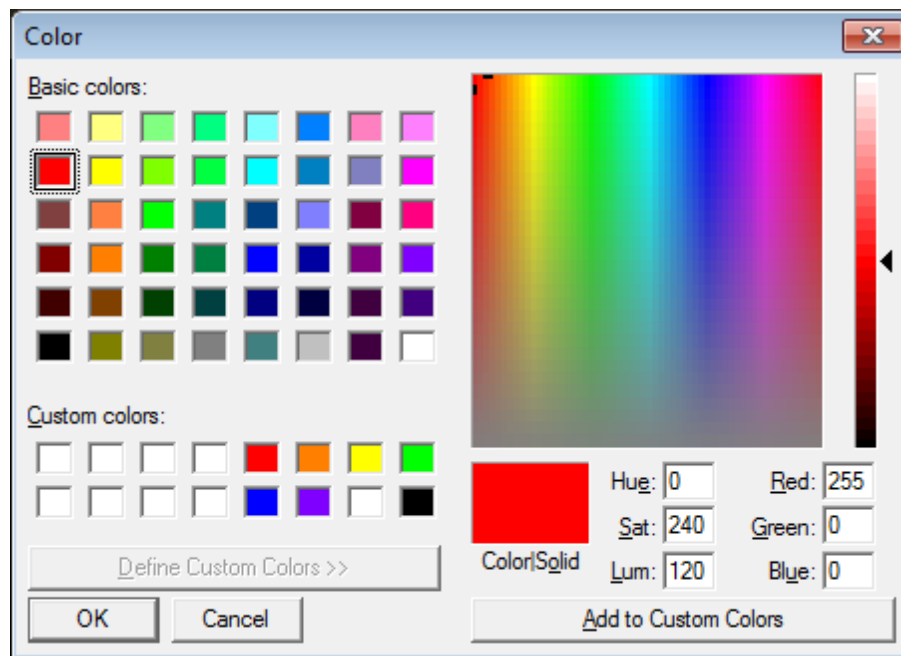 Color
Basic colors:
Custom colors:
Define Custom Colors >>
OK Cancel
Color|Solid
Hue: 0 Red: 255
Sat: 240 Green: 0
Lum: 120 Blue: 0
Add to Custom Colors